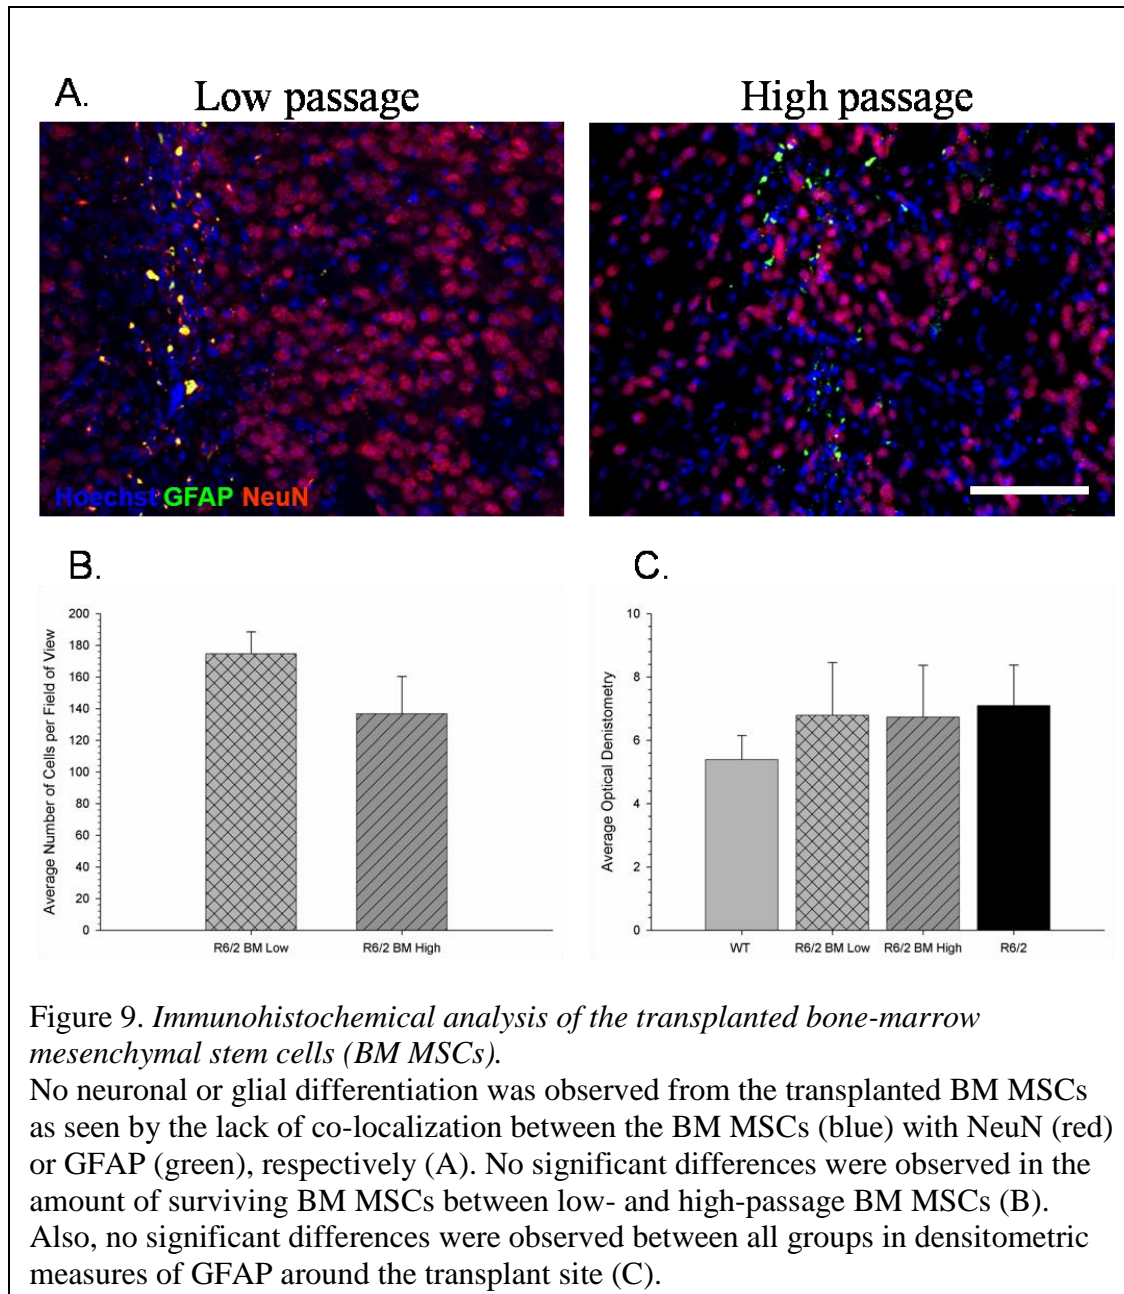 A.
Low passage
High passage
Hoechst GFAP NeuN
B.
Average Number of Cells per Field of View
200
180
160
140
120
100
80
60
40
20
0
R6/2 BM Low
R6/2 BM High
C.
Average Optical Denistometry
10
8
6
4
2
0
WT
R6/2 BM Low
R6/2 BM High
R6/2
Figure 9. Immunohistochemical analysis of the transplanted bone-marrow
mesenchymal stem cells (BM MSCs).
No neuronal or glial differentiation was observed from the transplanted BM MSCs
as seen by the lack of co-localization between the BM MSCs (blue) with NeuN (red)
or GFAP (green), respectively (A). No significant differences were observed in the
amount of surviving BM MSCs between low- and high-passage BM MSCs (B).
Also, no significant differences were observed between all groups in densitometric
measures of GFAP around the transplant site (C).